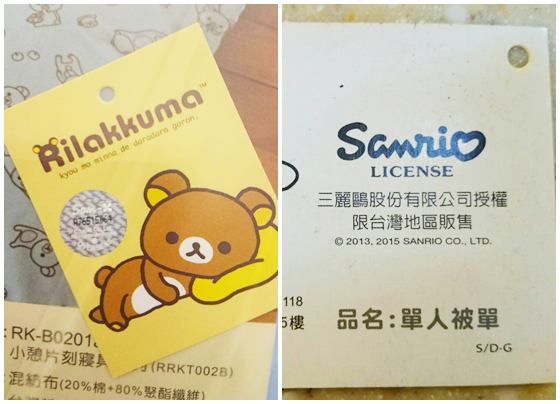 Rilakkuma™
kyou mo minna de daradara goron.
: RK-B0201
小憩片刻寢具
(RRKT002B)
: 混紡布(20%棉+80%聚酯纖維)
Sanrio
LICENSE
三麗鷗股份有限公司授權
限台灣地區販售
© 2013, 2015 SANRIO CO., LTD.
118
5樓
品名:單人被單
S/D-G